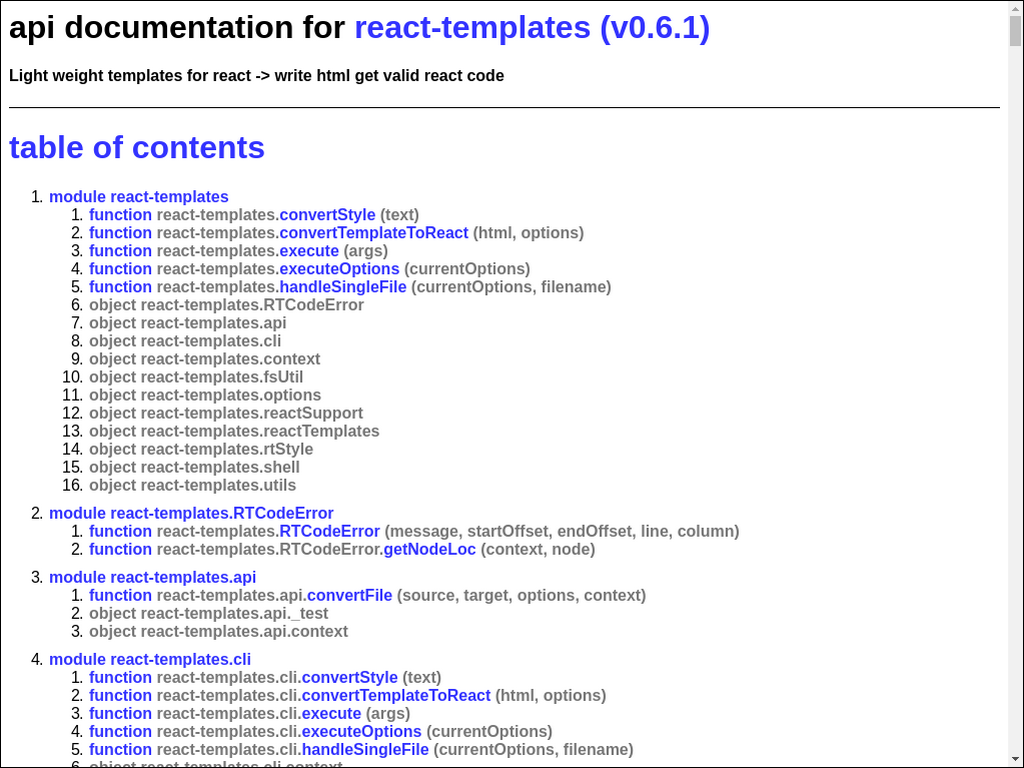 api documentation for react-templates (v0.6.1)
Light weight templates for react -> write html get valid react code
table of contents
1. module react-templates
1. function react-templates.convertStyle (text)
2. function react-templates.convertTemplateToReact (html, options)
3. function react-templates.execute (args)
4. function react-templates.executeOptions (currentOptions)
5. function react-templates.handleSingleFile (currentOptions, filename)
6. object react-templates.RTCodeError
7. object react-templates.api
8. object react-templates.cli
9. object react-templates.context
10. object react-templates.fsUtil
11. object react-templates.options
12. object react-templates.reactSupport
13. object react-templates.reactTemplates
14. object react-templates.rtStyle
15. object react-templates.shell
16. object react-templates.utils
2. module react-templates.RTCodeError
1. function react-templates.RTCodeError (message, startOffset, endOffset, line, column)
2. function react-templates.RTCodeError.getNodeLoc (context, node)
3. module react-templates.api
1. function react-templates.api.convertFile (source, target, options, context)
2. object react-templates.api._test
3. object react-templates.api.context
4. module react-templates.cli
1. function react-templates.cli.convertStyle (text)
2. function react-templates.cli.convertTemplateToReact (html, options)
3. function react-templates.cli.execute (args)
4. function react-templates.cli.executeOptions (currentOptions)
5. function react-templates.cli.handleSingleFile (currentOptions, filename)
6. object react-templates.cli.context